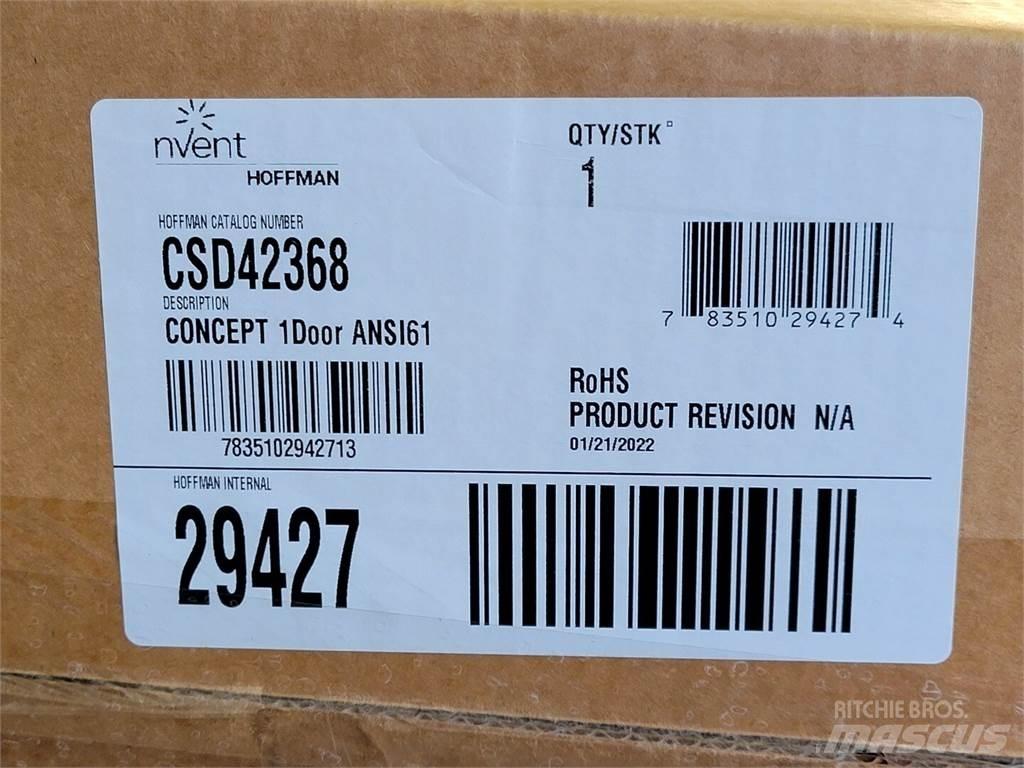 nvent
HOFFMAN
QTY/STK
1
HOFFMAN CATALOG NUMBER
CSD42368
DESCRIPTION
CONCEPT 1Door ANSI61
7835102942713
7 83510 29427 4
RoHS
PRODUCT REVISION N/A
01/21/2022
HOFFMAN INTERNAL
29427
RITCHIE BROS.
MASCUS